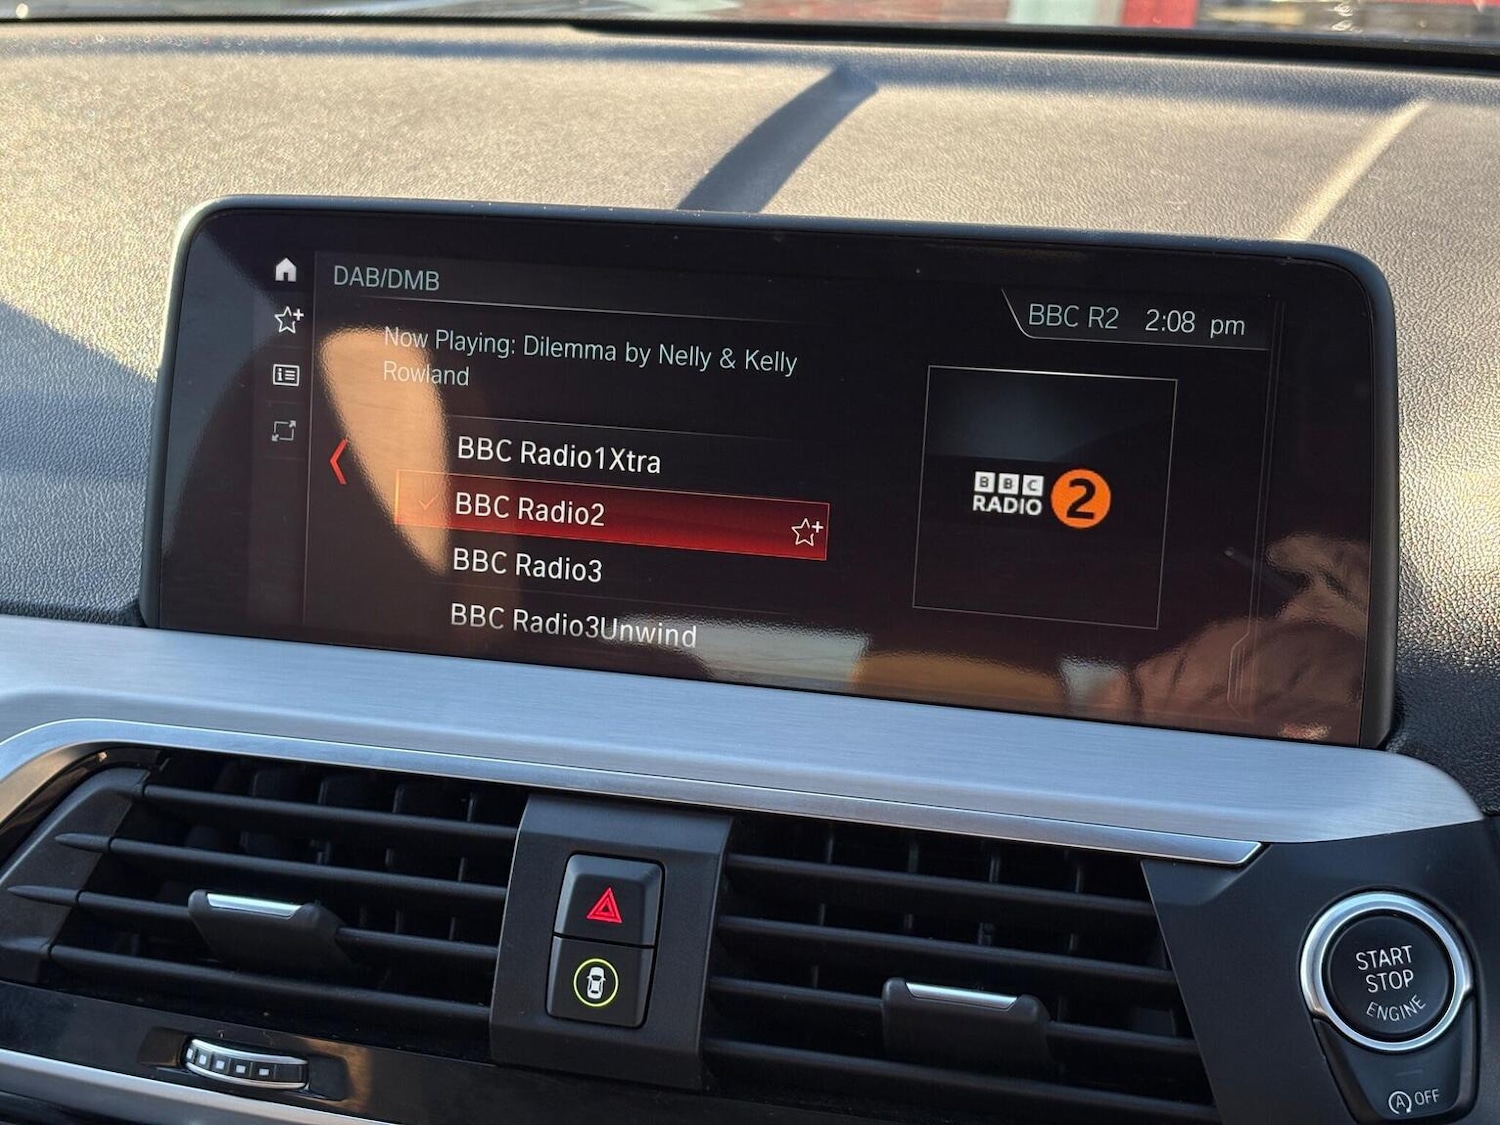 DAB/DMB
BBC R2 2:08 pm
Now Playing: Dilemma by Nelly & Kelly
Rowland
BBC Radio1Xtra
BBC Radio2
BBC Radio3
BBC Radio3Unwind
BBC
RADIO 2
START
STOP
ENGINE
A OFF